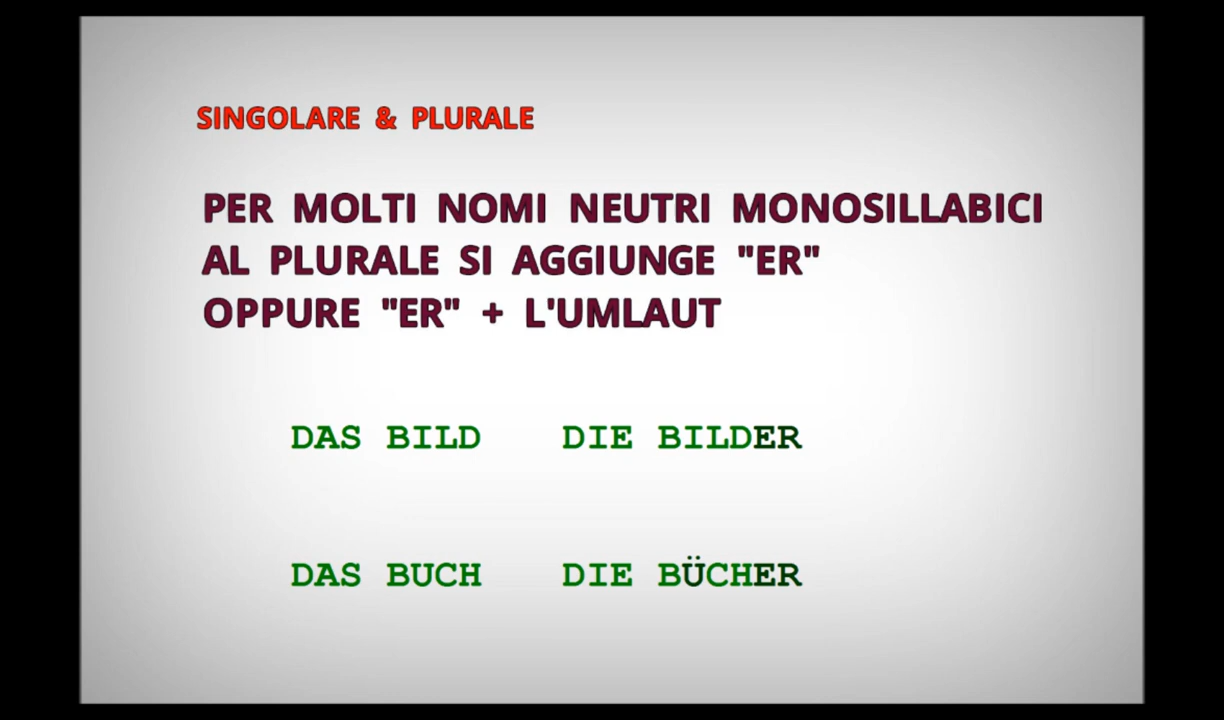 SINGOLARE & PLURALE
PER MOLTI NOMI NEUTRI MONOSILLABICI
AL PLURALE SI AGGIUNGE "ER"
OPPURE "ER" + L'UMLAUT
DAS BILD DIE BILDER
DAS BUCH DIE BÜCHER